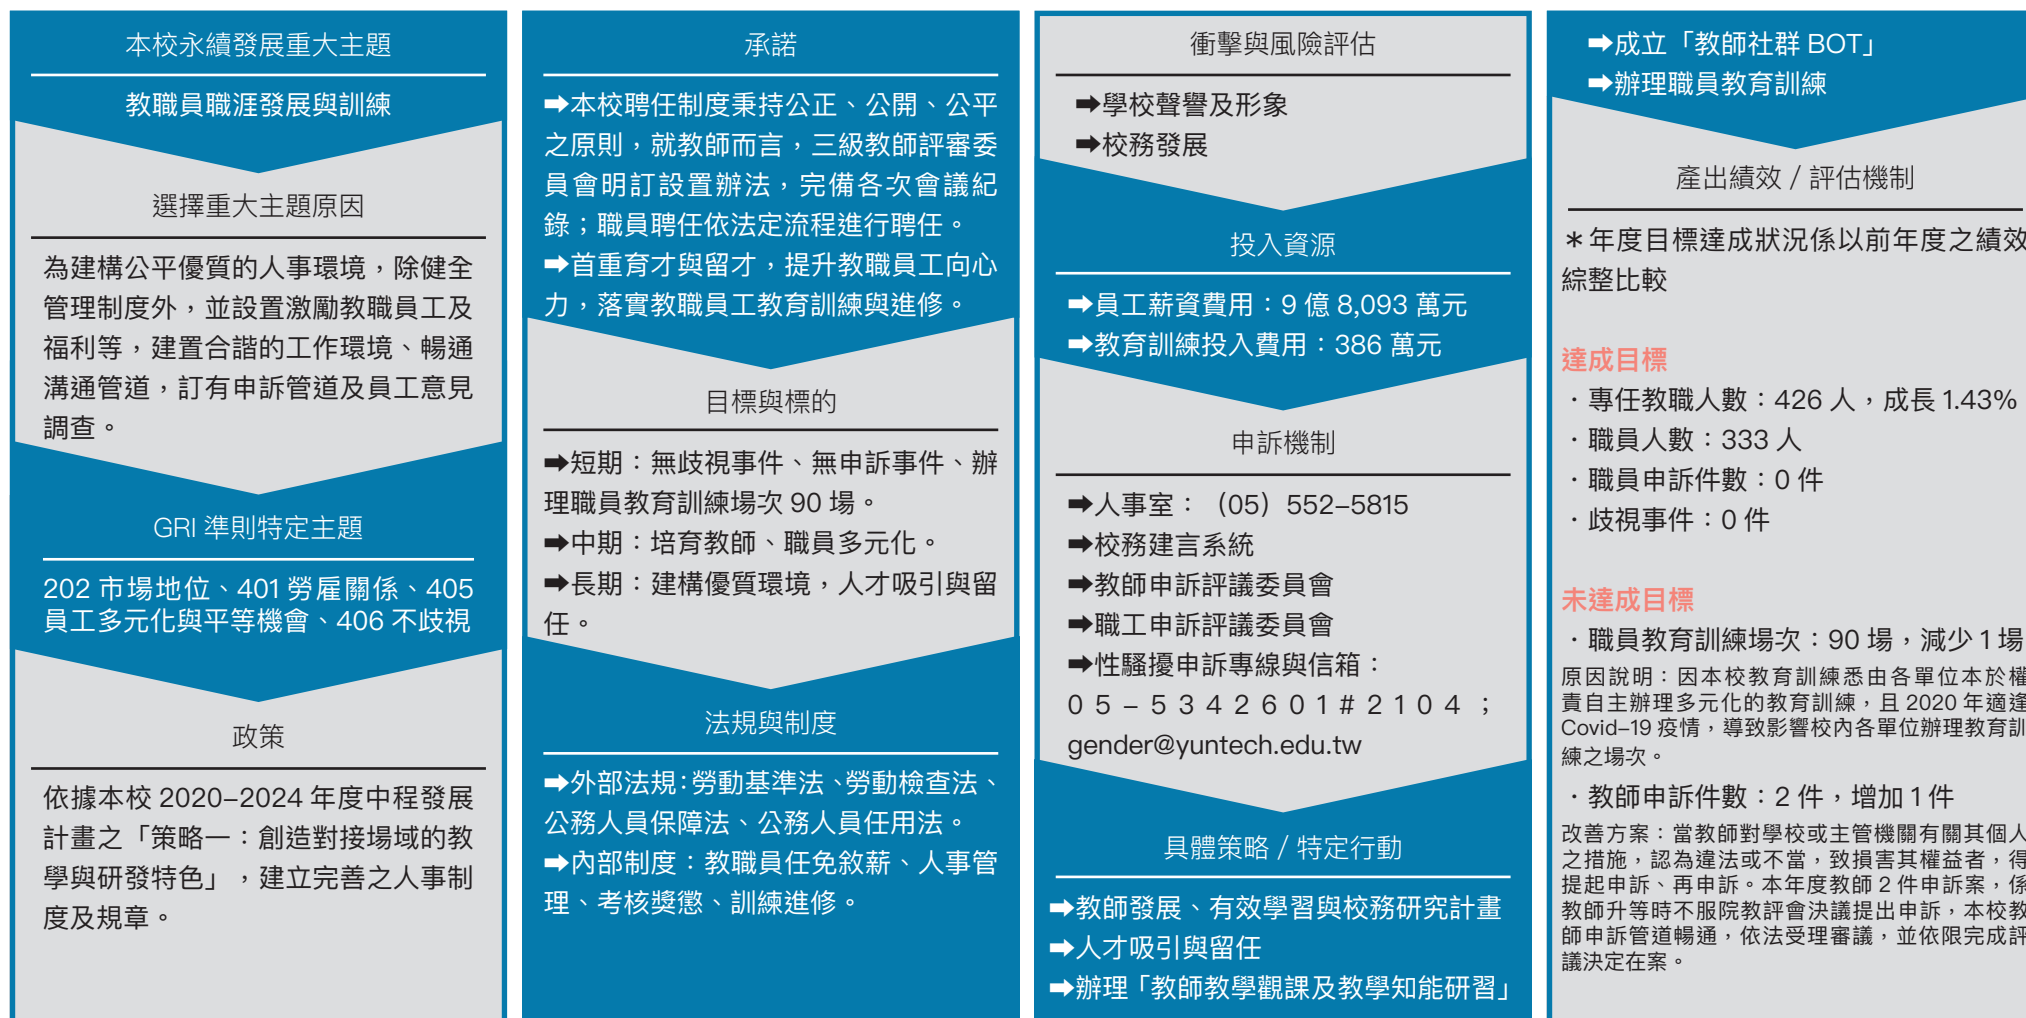 本校永續發展重大主題
教職員職涯發展與訓練
選擇重大主題原因
為建構公平優質的人事環境，除健全
管理制度外，並設置激勵教職員工及
福利等，建置合諧的工作環境、暢通
溝通管道，訂有申訴管道及員工意見
調查。
GRI 準則特定主題
202 市場地位、401 勞雇關係、405
員工多元化與平等機會、406 不歧視
政策
依據本校 2020–2024 年度中程發展
計畫之「策略一：創造對接場域的教
學與研發特色」，建立完善之人事制
度及規章。
承諾
➡本校聘任制度秉持公正、公開、公平
之原則，就教師而言，三級教師評審委
員會明訂設置辦法，完備各次會議紀
錄；職員聘任依法定流程進行聘任。
➡首重育才與留才，提升教職員工向心
力，落實教職員工教育訓練與進修。
目標與標的
➡短期：無歧視事件、無申訴事件、辦
理職員教育訓練場次 90 場。
➡中期：培育教師、職員多元化。
➡長期：建構優質環境，人才吸引與留
任。
法規與制度
➡外部法規：勞動基準法、勞動檢查法、
公務人員保障法、公務人員任用法。
➡內部制度：教職員任免敘薪、人事管
理、考核獎懲、訓練進修。
衝擊與風險評估
➡學校聲譽及形象
➡校務發展
投入資源
➡員工薪資費用：9 億 8,093 萬元
➡教育訓練投入費用：386 萬元
申訴機制
➡人事室：（05）552–5815
➡校務建言系統
➡教師申訴評議委員會
➡職工申訴評議委員會
➡性騷擾申訴專線與信箱：
05–5342601#2104；
gender@yuntech.edu.tw
具體策略 / 特定行動
➡教師發展、有效學習與校務研究計畫
➡人才吸引與留任
➡辦理「教師教學觀課及教學知能研習」
➡成立「教師社群 BOT」
➡辦理職員教育訓練
產出績效 / 評估機制
＊年度目標達成狀況係以前年度之績效
綜整比較
達成目標
・專任教職人數：426 人，成長 1.43%
・職員人數：333 人
・職員申訴件數：0 件
・歧視事件：0 件
未達成目標
・職員教育訓練場次：90 場，減少 1 場
原因說明：因本校教育訓練悉由各單位本於權
責自主辦理多元化的教育訓練，且 2020 年適逢
Covid–19 疫情，導致影響校內各單位辦理教育訓
練之場次。
・教師申訴件數：2 件，增加 1 件
改善方案：當教師對學校或主管機關有關其個人
之措施，認為違法或不當，致損害其權益者，得
提起申訴、再申訴。本年度教師 2 件申訴案，係
教師升等時不服院教評會決議提出申訴，本校教
師申訴管道暢通，依法受理審議，並依限完成評
議決定在案。